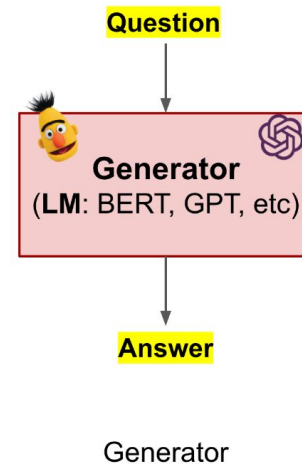 Question
Generator
(LM: BERT, GPT, etc)
Answer
Generator